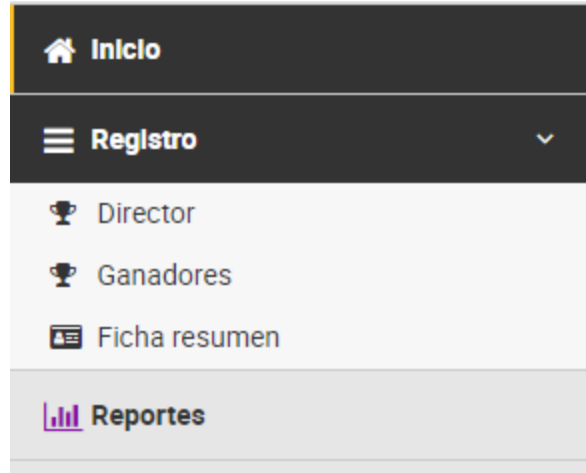 Inicio
Registro
Director
Ganadores
Ficha resumen
Reportes